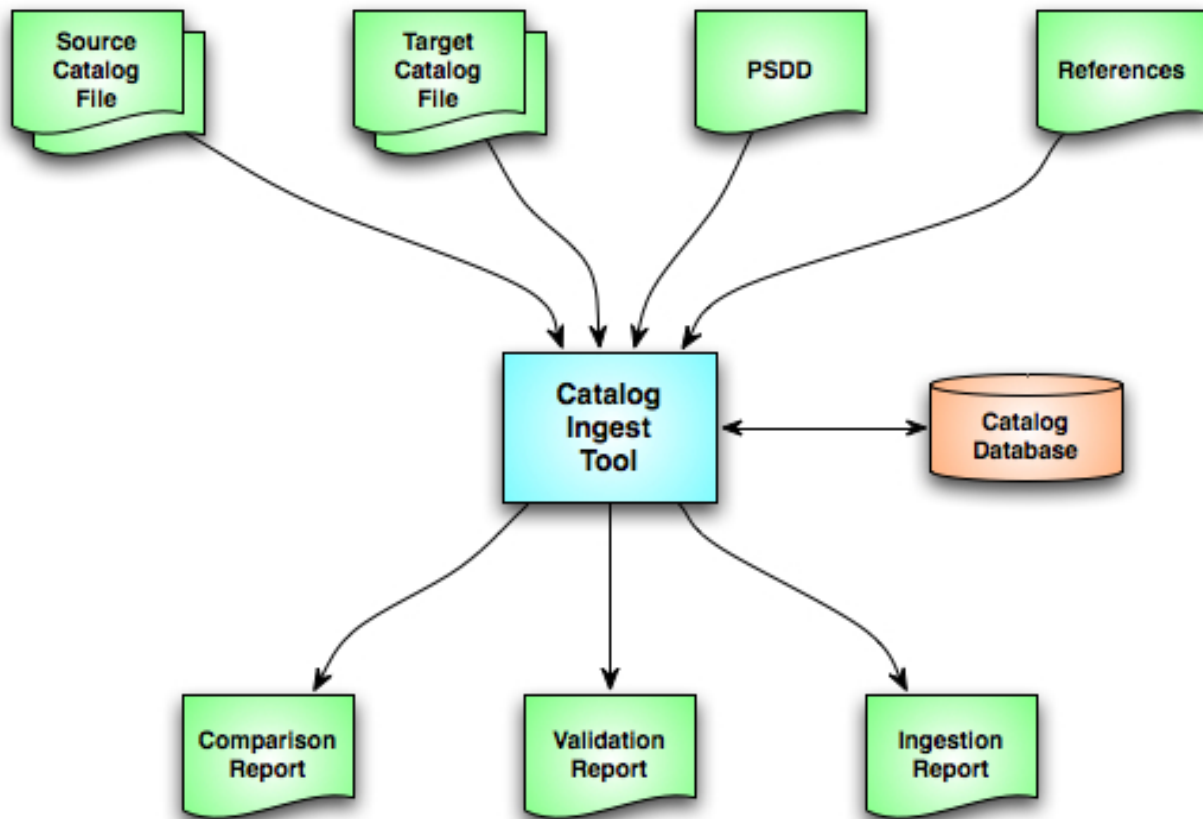 Source
Catalog
File
Target
Catalog
File
PSDD
References
Catalog
Ingest
Tool
Catalog
Database
Comparison
Report
Validation
Report
Ingestion
Report